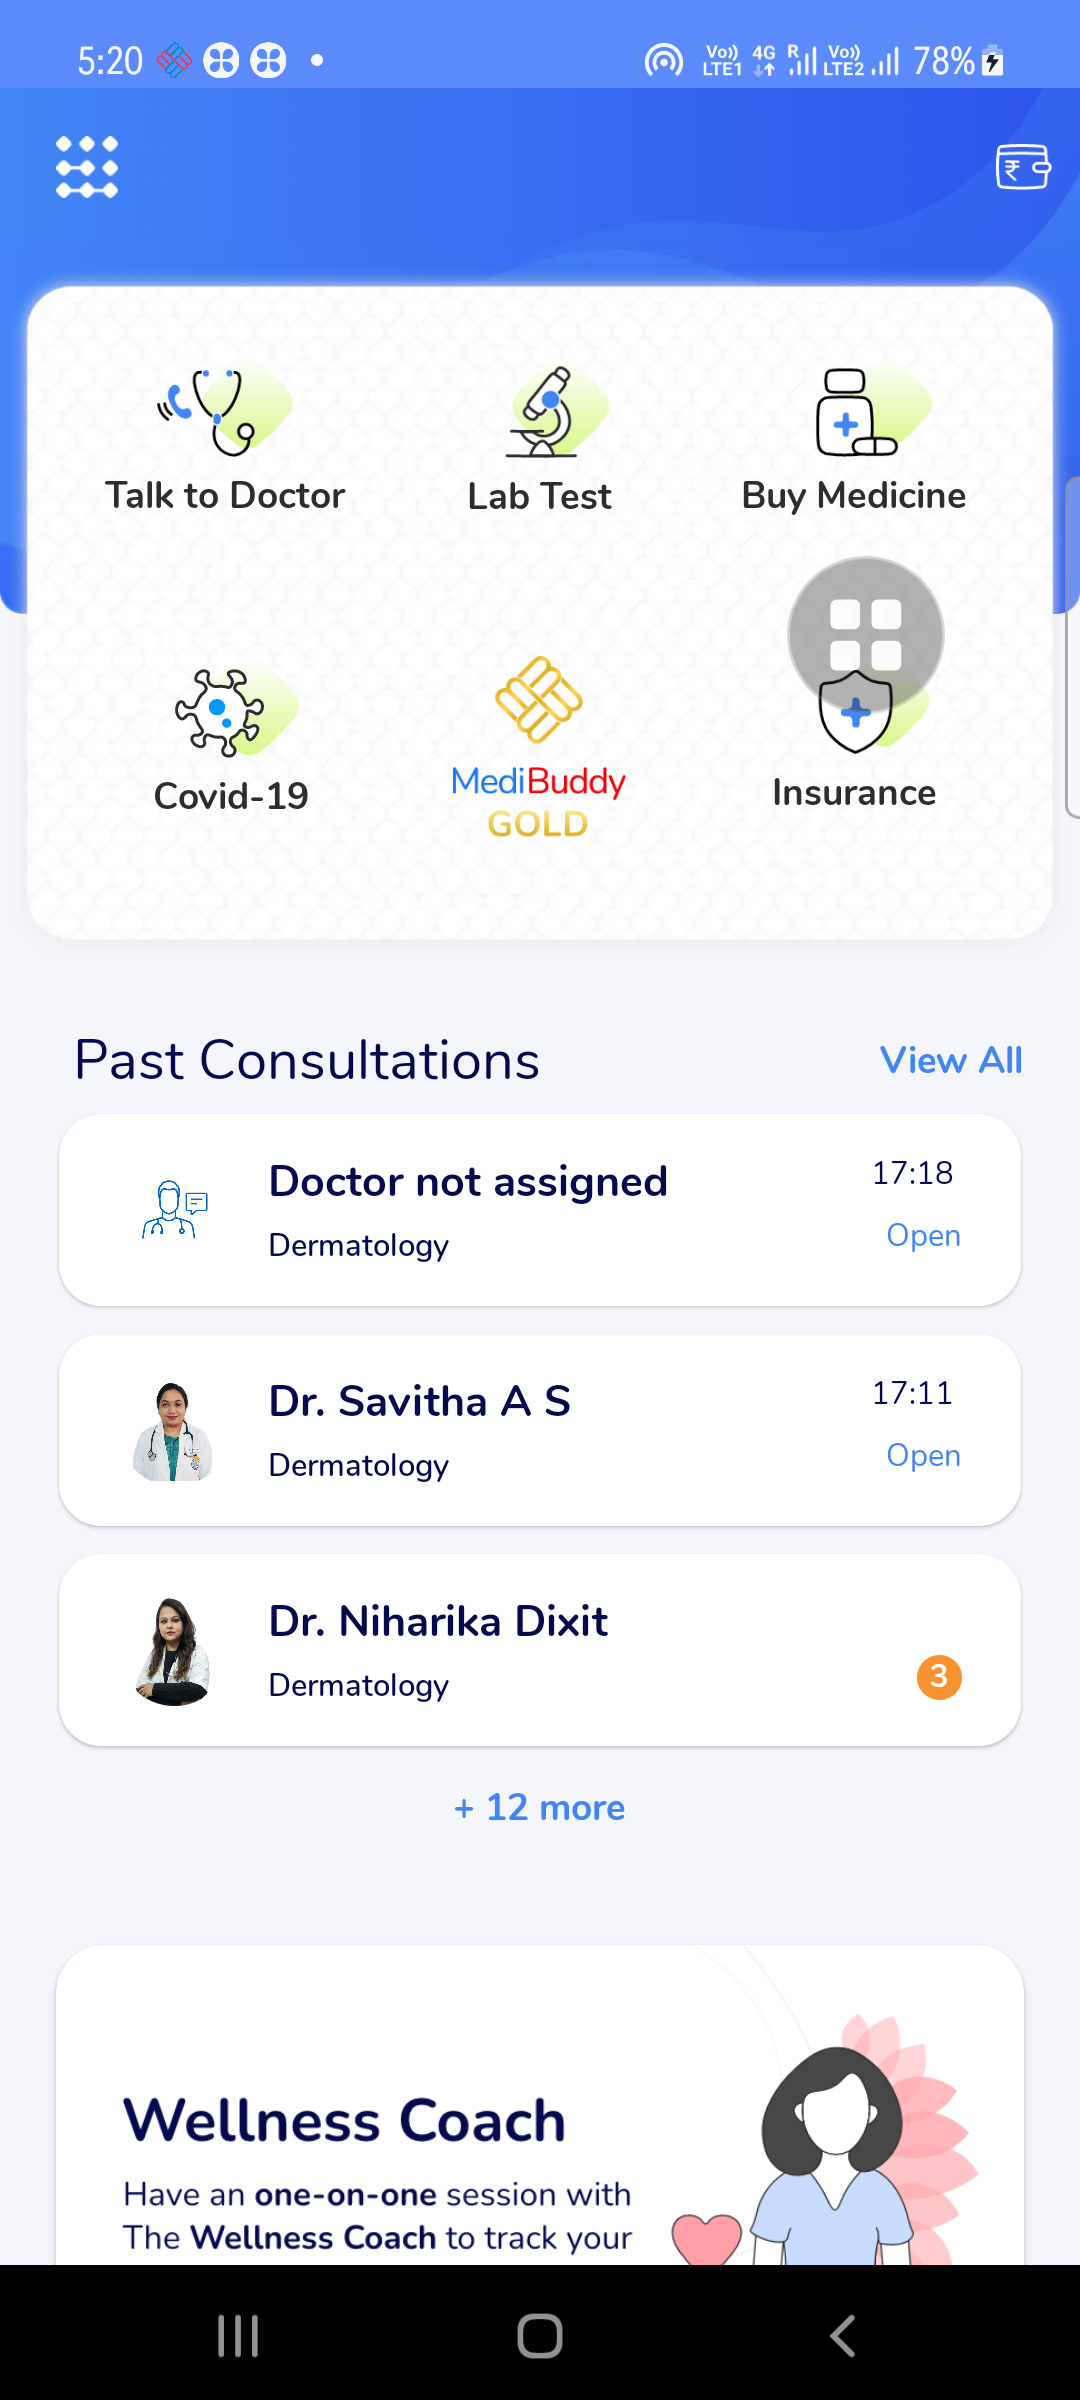 5:20
Vo)) LTE1 4G R Vo)) LTE2 78%
₹
Talk to Doctor
Lab Test
Buy Medicine
Covid-19
MediBuddy
GOLD
Insurance
Past Consultations
View All
Doctor not assigned
17:18
Dermatology
Open
Dr. Savitha A S
17:11
Dermatology
Open
Dr. Niharika Dixit
Dermatology
3
+ 12 more
Wellness Coach
Have an one-on-one session with
The Wellness Coach to track your